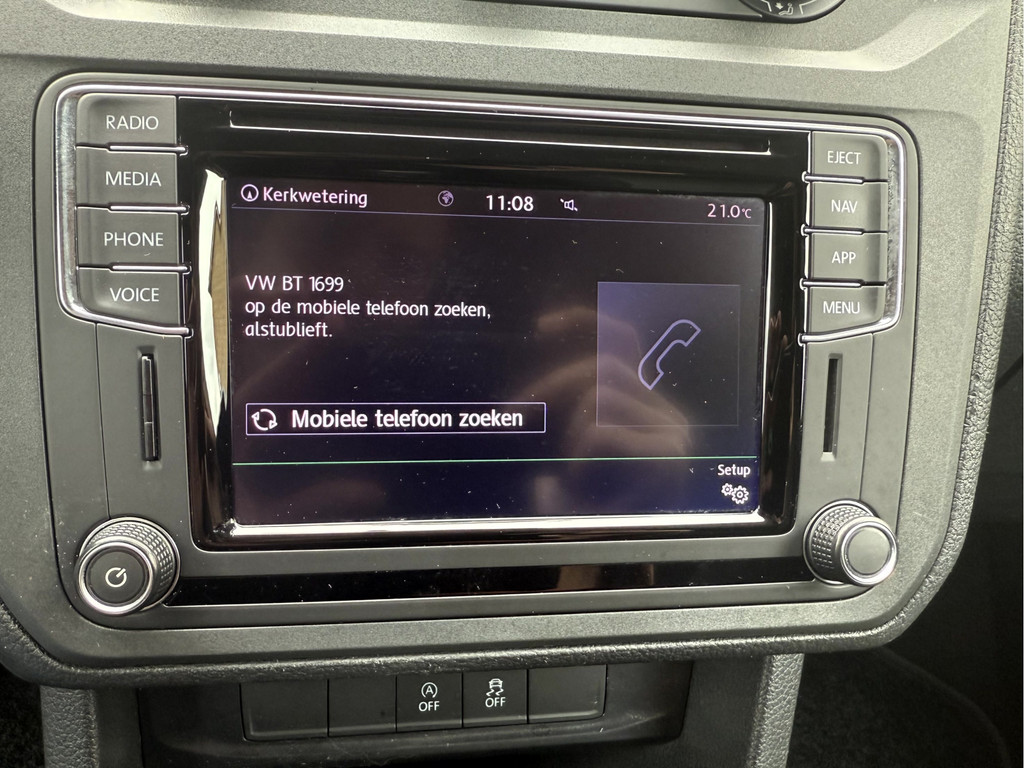 RADIO
MEDIA
PHONE
VOICE
EJECT
NAV
APP
MENU
Kerkwetering
11:08
21.0°C
VW BT 1699
op de mobiele telefoon zoeken,
alstublieft.
Mobiele telefoon zoeken
Setup
A
OFF
OFF